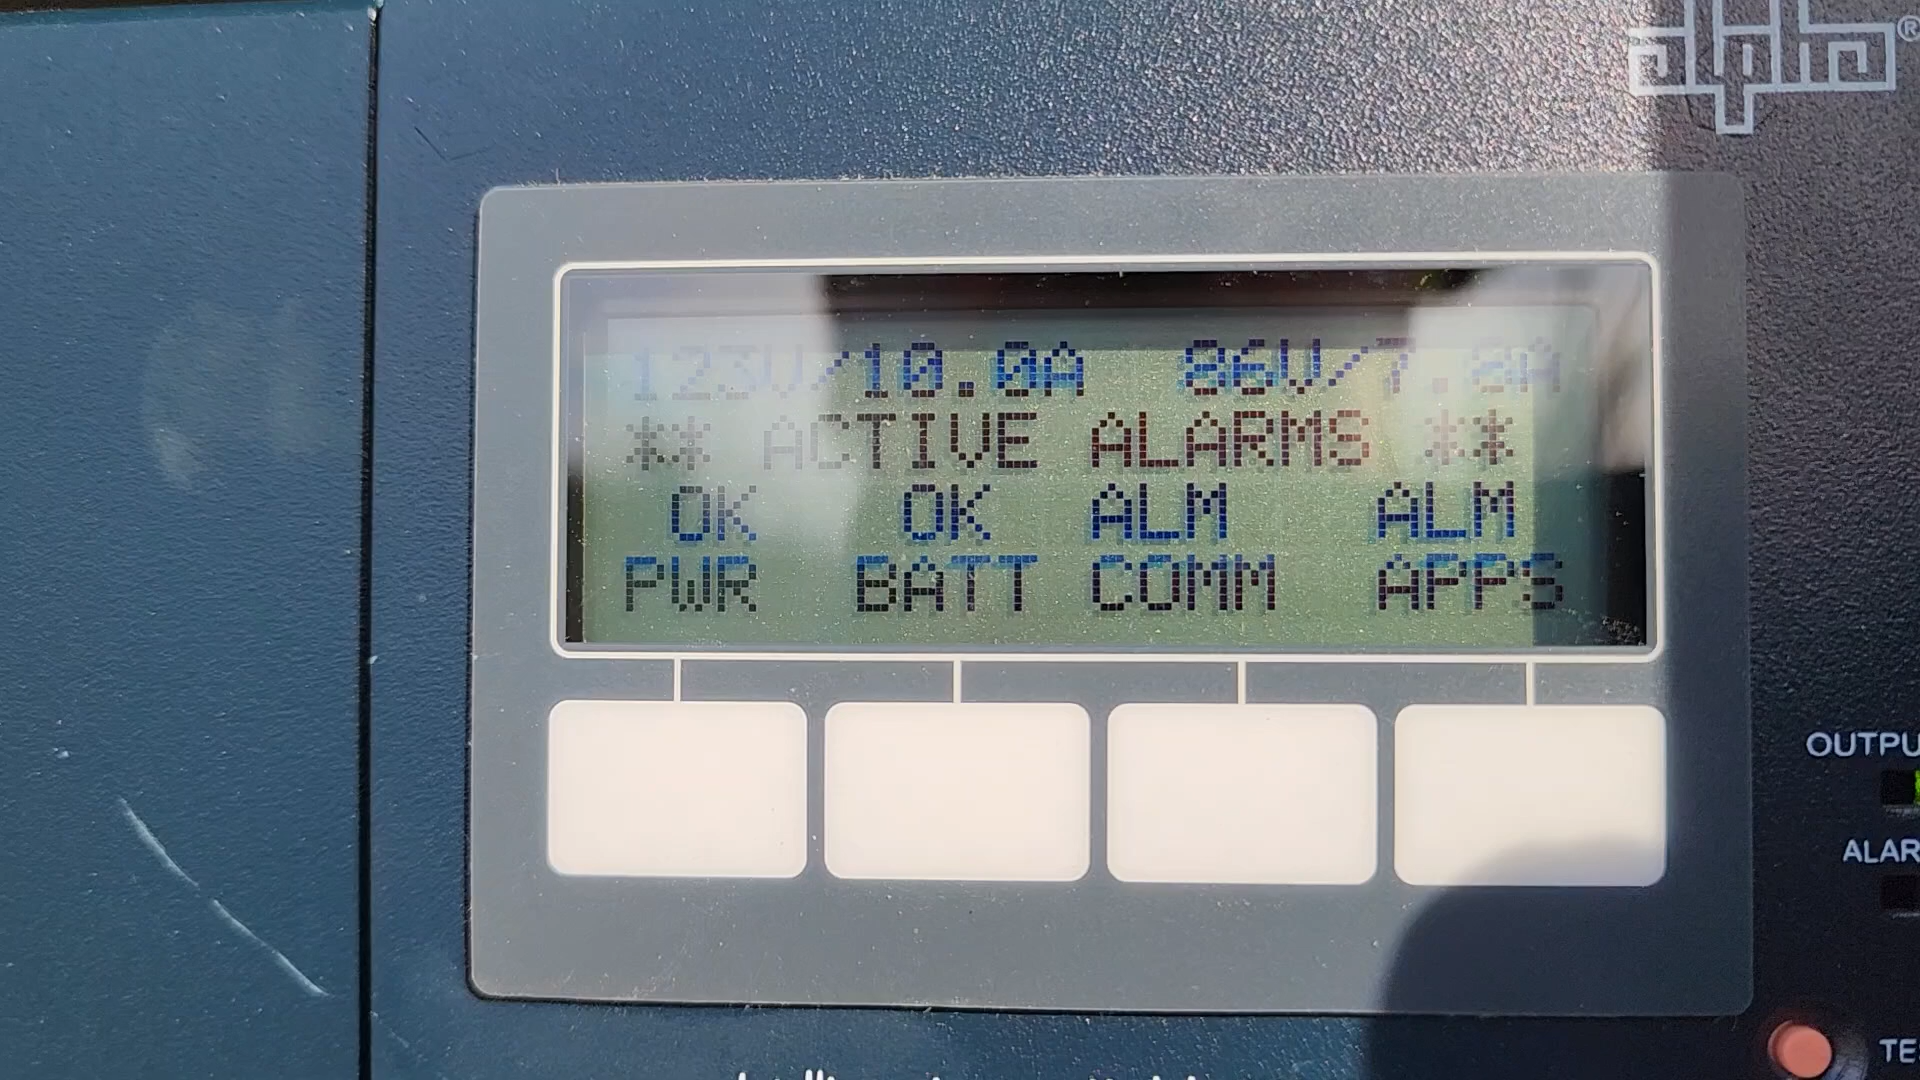 alpha®
123V/10.0A 86V/7.8A
** ACTIVE ALARMS **
OK OK ALM ALM
PWR BATT COMM APPS
OUTPU
ALAR
TE